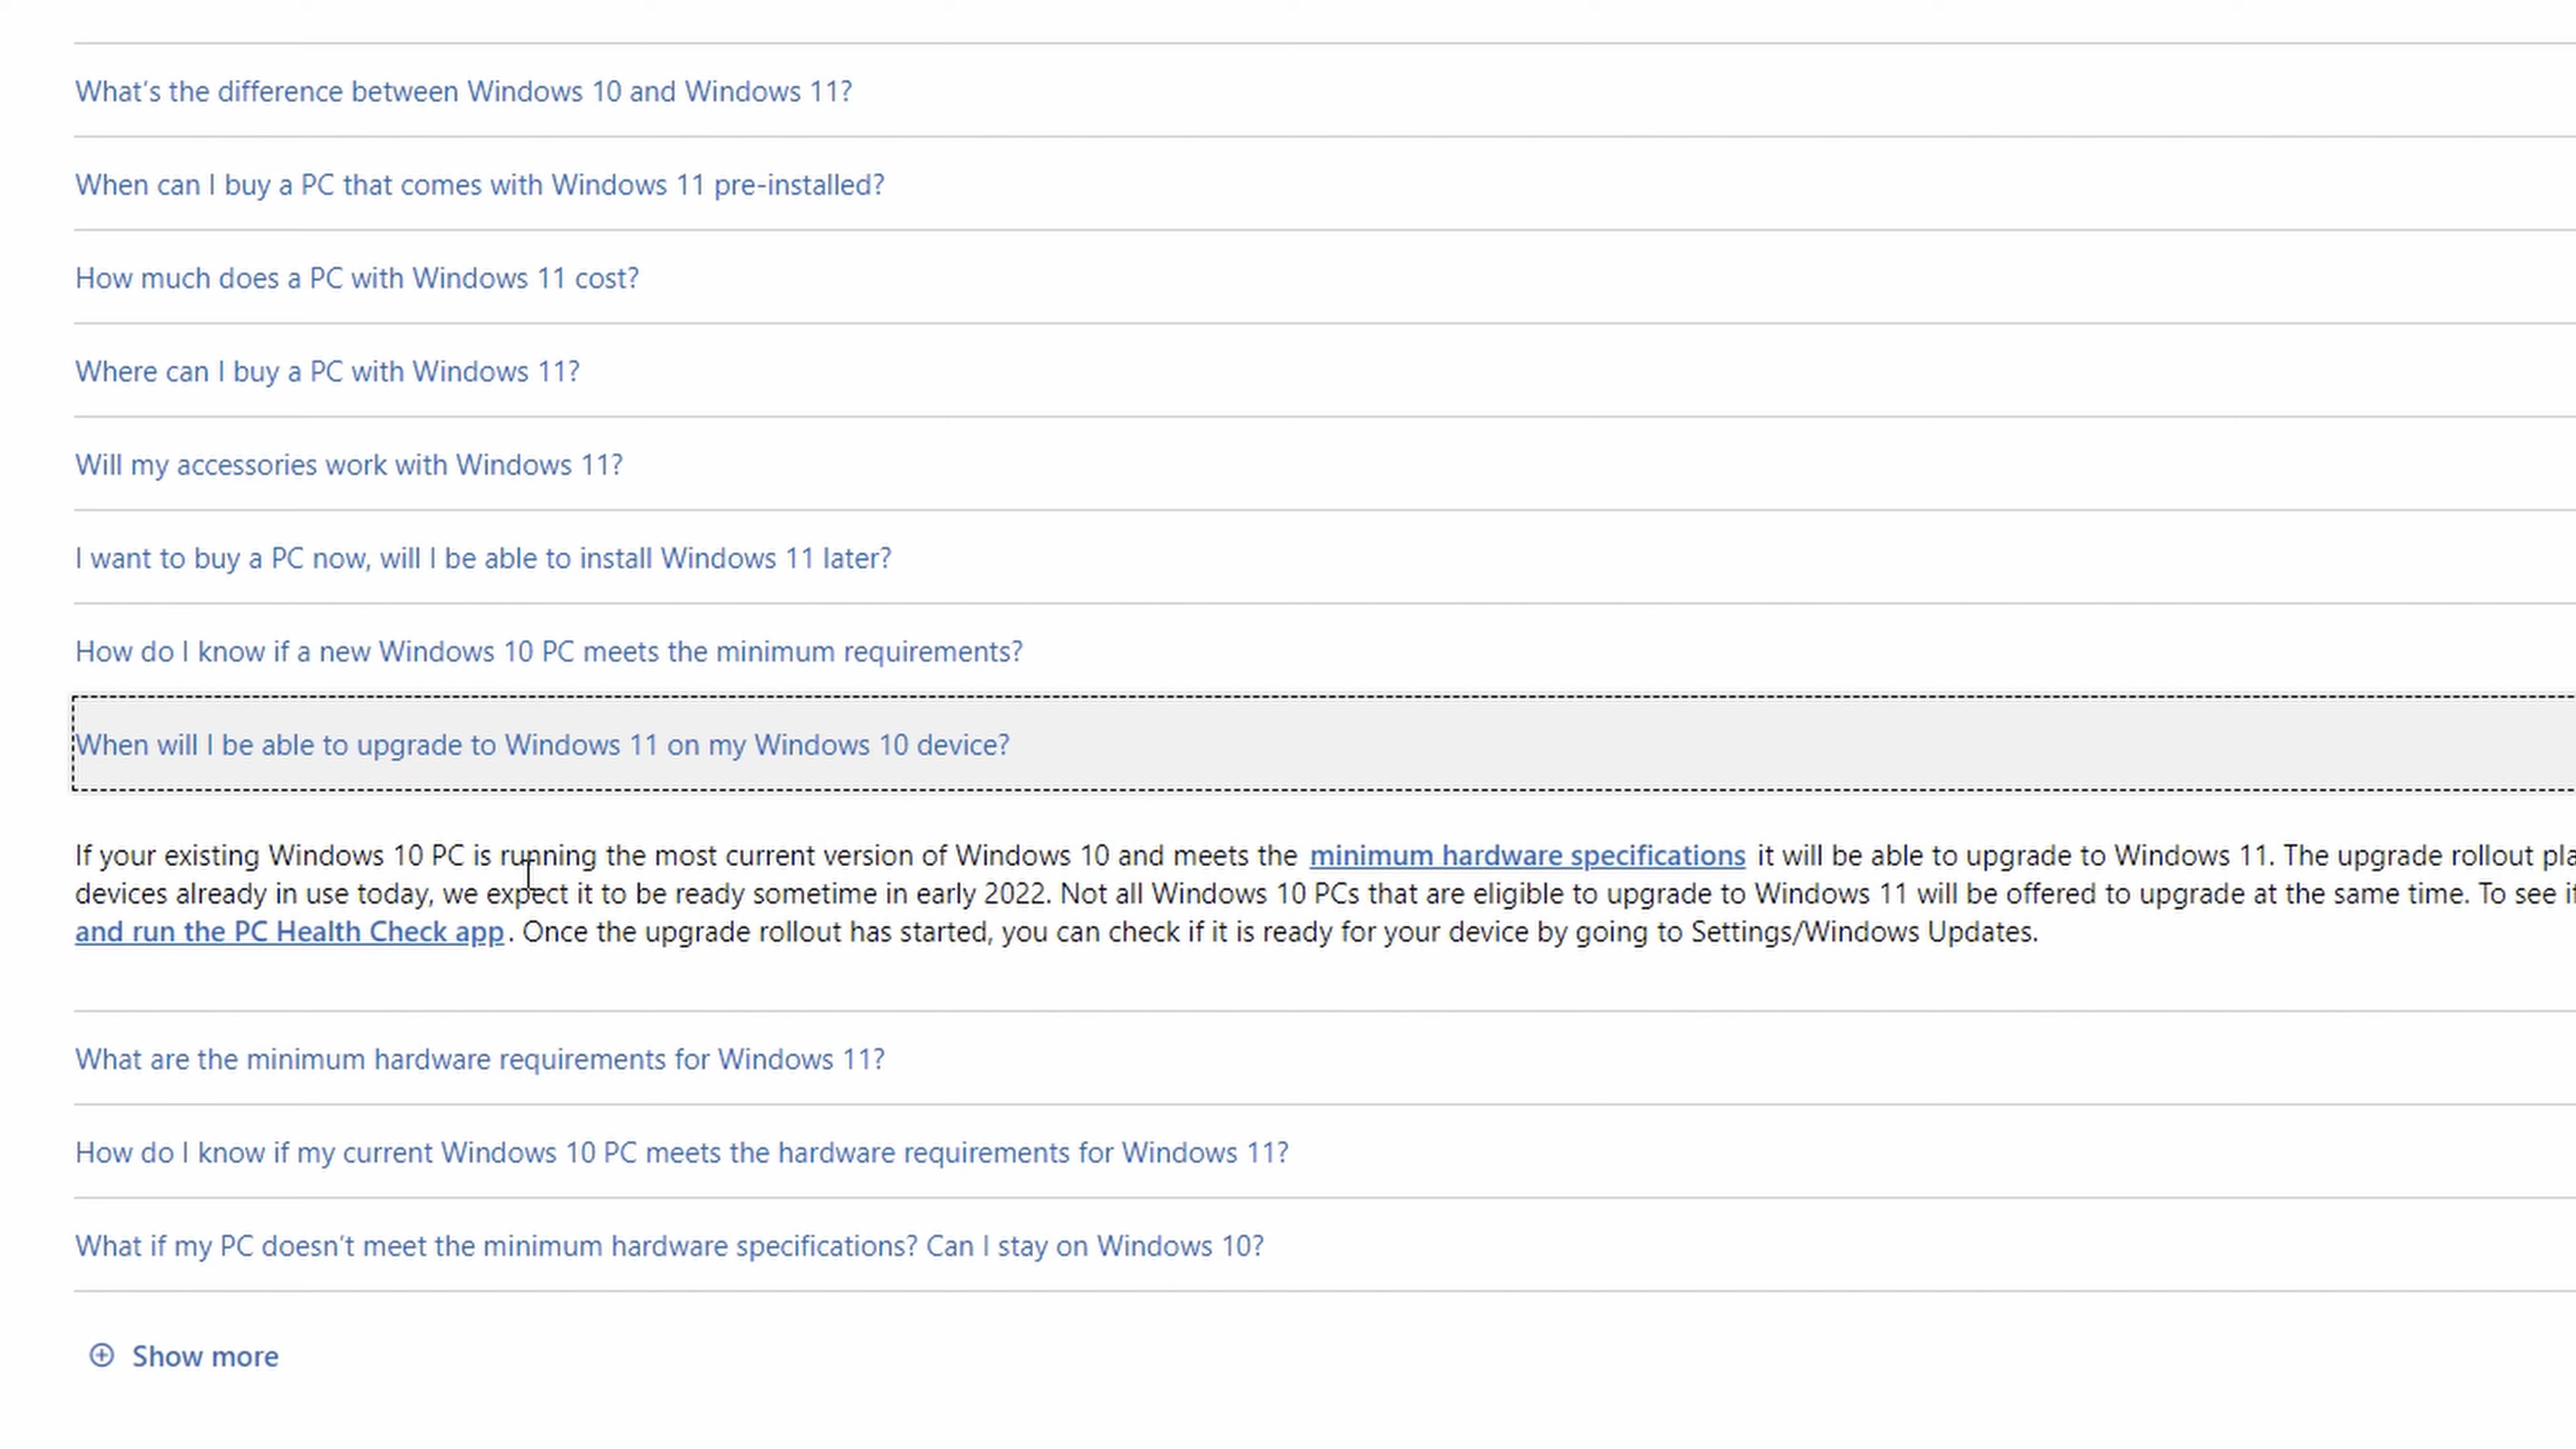 What's the difference between Windows 10 and Windows 11?
When can I buy a PC that comes with Windows 11 pre-installed?
How much does a PC with Windows 11 cost?
Where can I buy a PC with Windows 11?
Will my accessories work with Windows 11?
I want to buy a PC now, will I be able to install Windows 11 later?
How do I know if a new Windows 10 PC meets the minimum requirements?
When will I be able to upgrade to Windows 11 on my Windows 10 device?
If your existing Windows 10 PC is running the most current version of Windows 10 and meets the minimum hardware specifications it will be able to upgrade to Windows 11. The upgrade rollout
devices already in use today, we expect it to be ready sometime in early 2022. Not all Windows 10 PCs that are eligible to upgrade to Windows 11 will be offered to upgrade at the same time. To see
and run the PC Health Check app. Once the upgrade rollout has started, you can check if it is ready for your device by going to Settings/Windows Updates.
What are the minimum hardware requirements for Windows 11?
How do I know if my current Windows 10 PC meets the hardware requirements for Windows 11?
What if my PC doesn't meet the minimum hardware specifications? Can I stay on Windows 10?
Show more